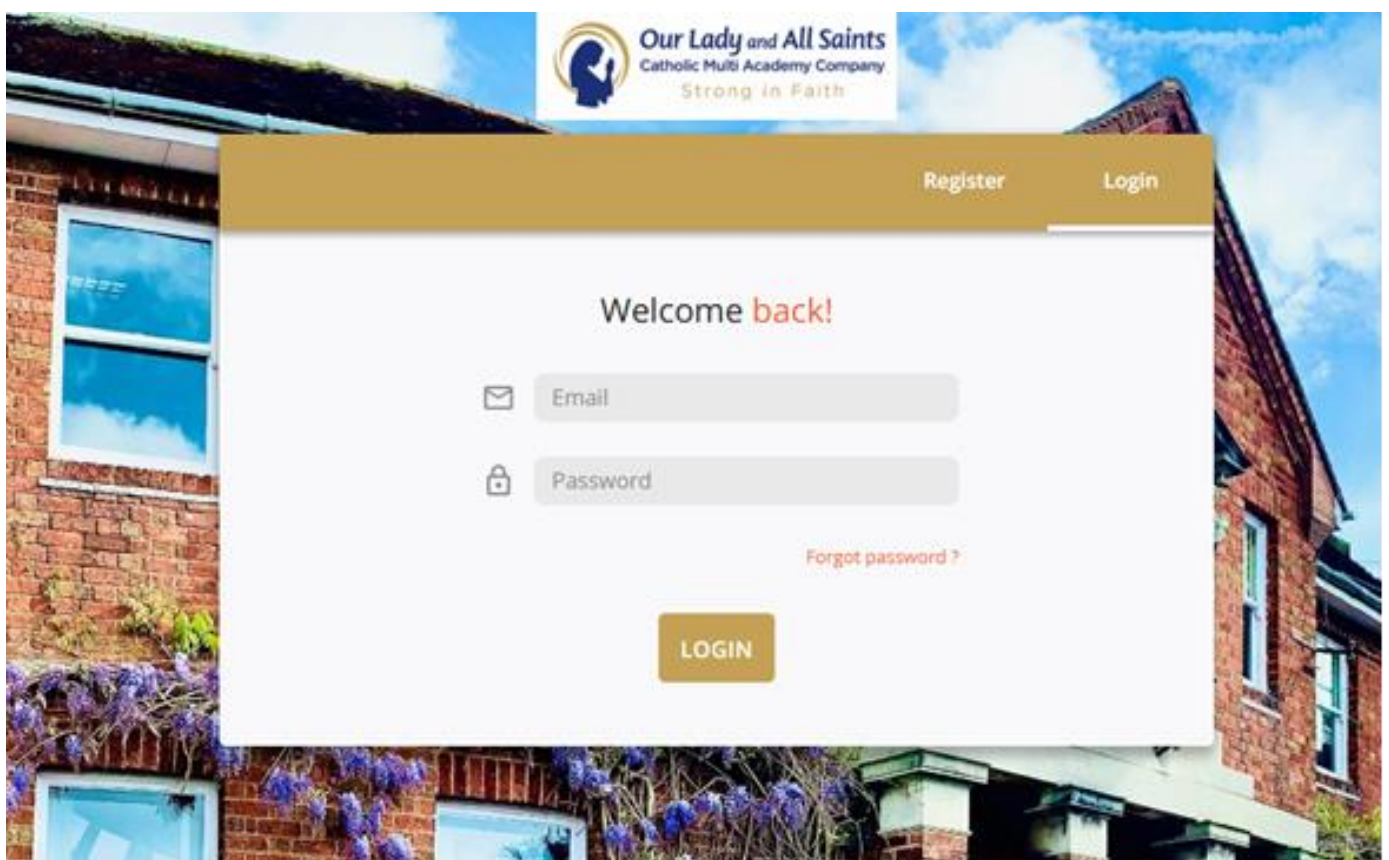 Our Lady and All Saints
Catholic Multi Academy Company
Strong in Faith
Register Login
Welcome back!
Email
Password
Forgot password ?
LOGIN